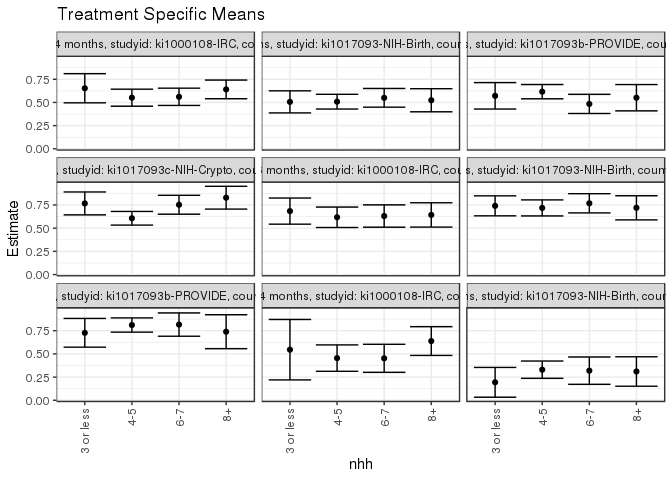 Treatment Specific Means
4 months, studyid: ki1000108-IRC, co
s, studyid: ki1017093-NIH-Birth, coun
, studyid: ki1017093b-PROVIDE, cou
0.75
0.50
0.25
0.00
, studyid: ki1017093c-NIH-Crypto, cou
months, studyid: ki1000108-IRC, co
s, studyid: ki1017093-NIH-Birth, coun
0.75
0.50
0.25
0.00
, studyid: ki1017093b-PROVIDE, cou
4 months, studyid: ki1000108-IRC, co
s, studyid: ki1017093-NIH-Birth, coun
0.75
0.50
0.25
0.00
Estimate
3 or less
4-5
6-7
8+
3 or less
4-5
6-7
8+
3 or less
4-5
6-7
8+
nhh